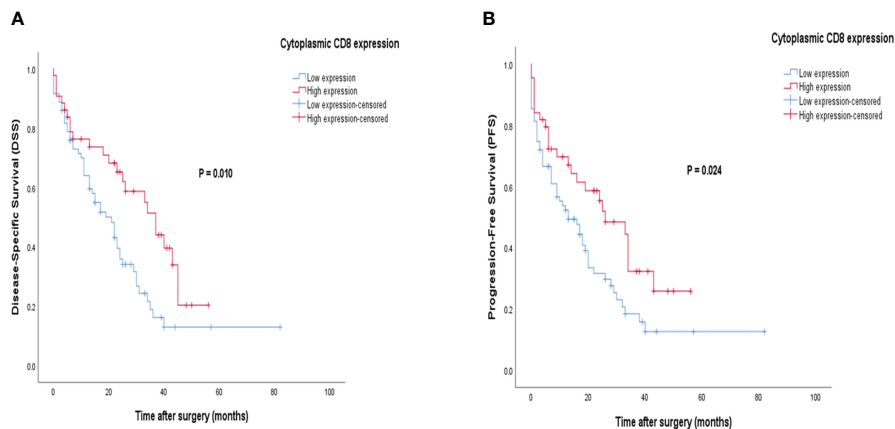 A
Cytoplasmic CD8 expression
Low expression
High expression
Low expression-censored
High expression-censored
P = 0.010
Disease-Specific Survival (DSS)
1.0
0.8
0.6
0.4
0.2
0.0
0
20
40
60
80
100
Time after surgery (months)
B
Cytoplasmic CD8 expression
Low expression
High expression
Low expression-censored
High expression-censored
P = 0.024
Progression-Free Survival (PFS)
1.0
0.8
0.6
0.4
0.2
0.0
0
20
40
60
80
100
Time after surgery (months)